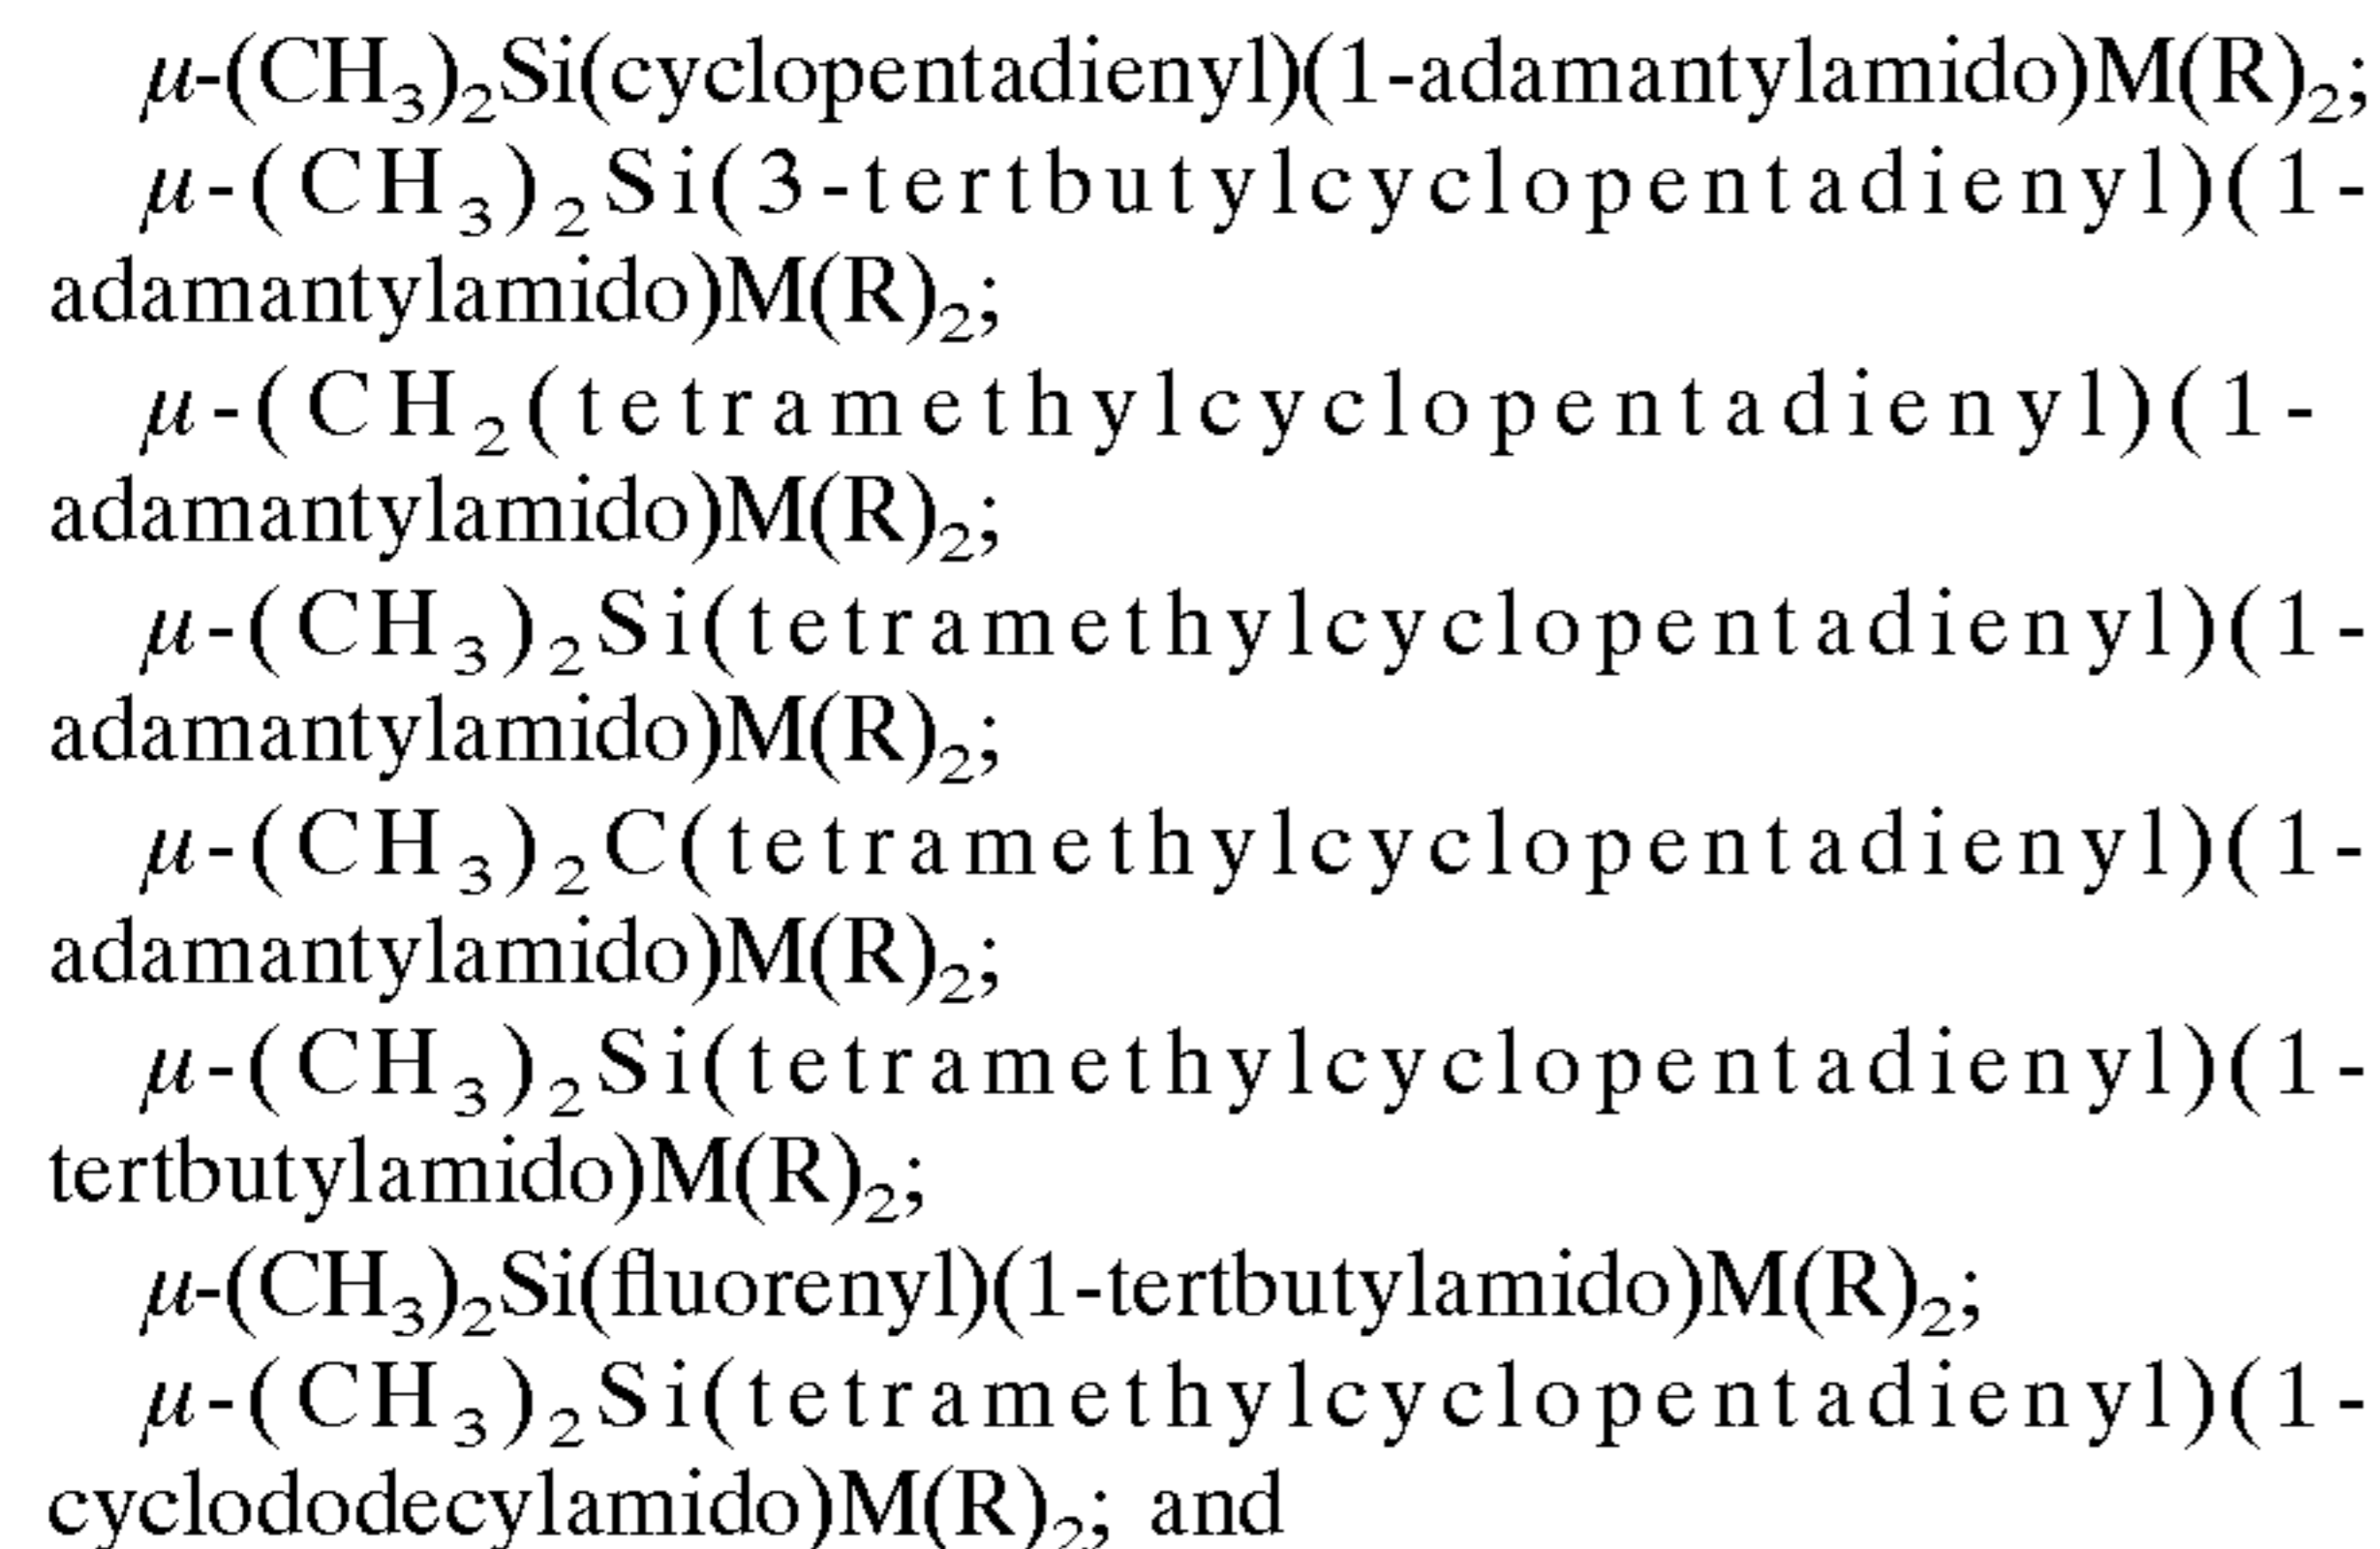 μ-(CH₃)₂Si(cyclopentadienyl)(1-adamantylamido)M(R)₂;
μ-(CH₃)₂Si(3-tertbutylcyclopentadienyl)(1-
adamantylamido)M(R)₂;
μ-(CH₂(tetramethylcyclopentadienyl)(1-
adamantylamido)M(R)₂;
μ-(CH₃)₂Si(tetramethylcyclopentadienyl)(1-
adamantylamido)M(R)₂;
μ-(CH₃)₂C(tetramethylcyclopentadienyl)(1-
adamantylamido)M(R)₂;
μ-(CH₃)₂Si(tetramethylcyclopentadienyl)(1-
tertbutylamido)M(R)₂;
μ-(CH₃)₂Si(fluorenyl)(1-tertbutylamido)M(R)₂;
μ-(CH₃)₂Si(tetramethylcyclopentadienyl)(1-
cyclododecylamido)M(R)₂; and